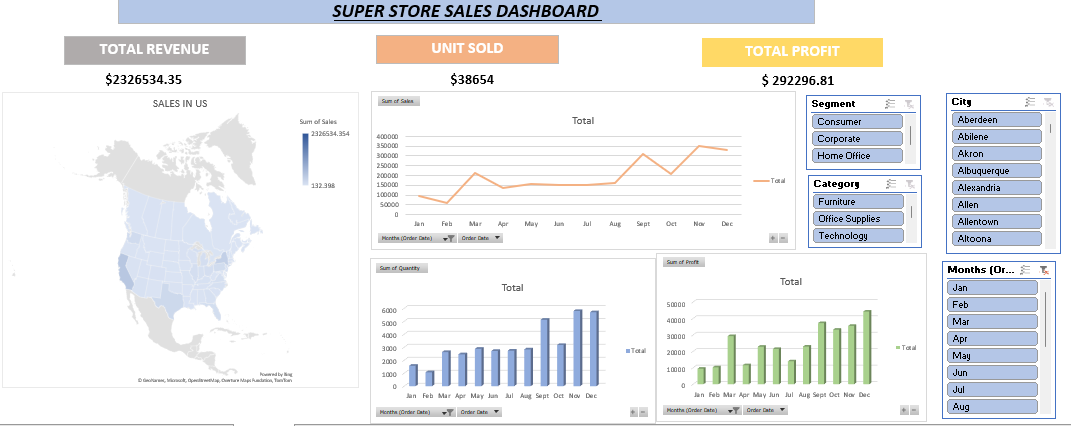 SUPER STORE SALES DASHBOARD
TOTAL REVENUE
UNIT SOLD
TOTAL PROFIT
$2326534.35
$38654
$ 292296.81
SALES IN US
Sum of Sales
2326534.354
132.398
Powered by Bing
© GeoNames, Microsoft, OpenStreetMap, Overture Maps Fundation, TomTom
Sum of Sales
Total
400000
350000
300000
250000
200000
150000
100000
50000
0
Jan Feb Mar Apr May Jun Jul Aug Sept Oct Nov Dec
Total
Months (Order Date) Order Date
Segment
Consumer
Corporate
Home Office
Category
Furniture
Office Supplies
Technology
City
Aberdeen
Abilene
Akron
Albuquerque
Alexandria
Allen
Allentown
Altoona
Sum of Quantity
Total
6000
5000
4000
3000
2000
1000
0
Jan Feb Mar Apr May Jun Jul Aug Sept Oct Nov Dec
Total
Months (Order Date) Order Date
Sum of Profit
Total
50000
40000
30000
20000
10000
0
Jan Feb Mar Apr May Jun Jul Aug Sept Oct Nov Dec
Total
Months (Order Date) Order Date
Months (Or...
Jan
Feb
Mar
Apr
May
Jun
Jul
Aug